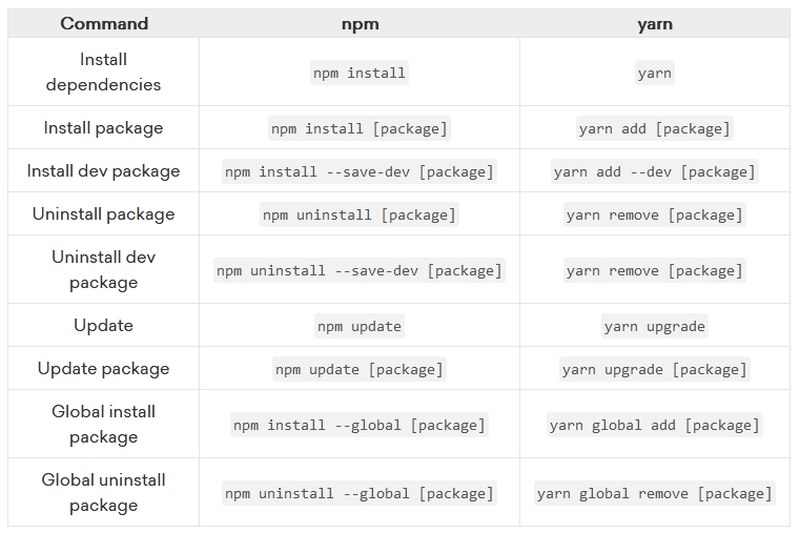 Command npm yarn
Install
dependencies
npm install yarn
Install package npm install [package] yarn add [package]
Install dev package npm install --save-dev [package] yarn add --dev [package]
Uninstall package npm uninstall [package] yarn remove [package]
Uninstall dev
package
npm uninstall --save-dev [package] yarn remove [package]
Update npm update yarn upgrade
Update package npm update [package] yarn upgrade [package]
Global install
package
npm install --global [package] yarn global add [package]
Global uninstall
package
npm uninstall --global [package] yarn global remove [package]